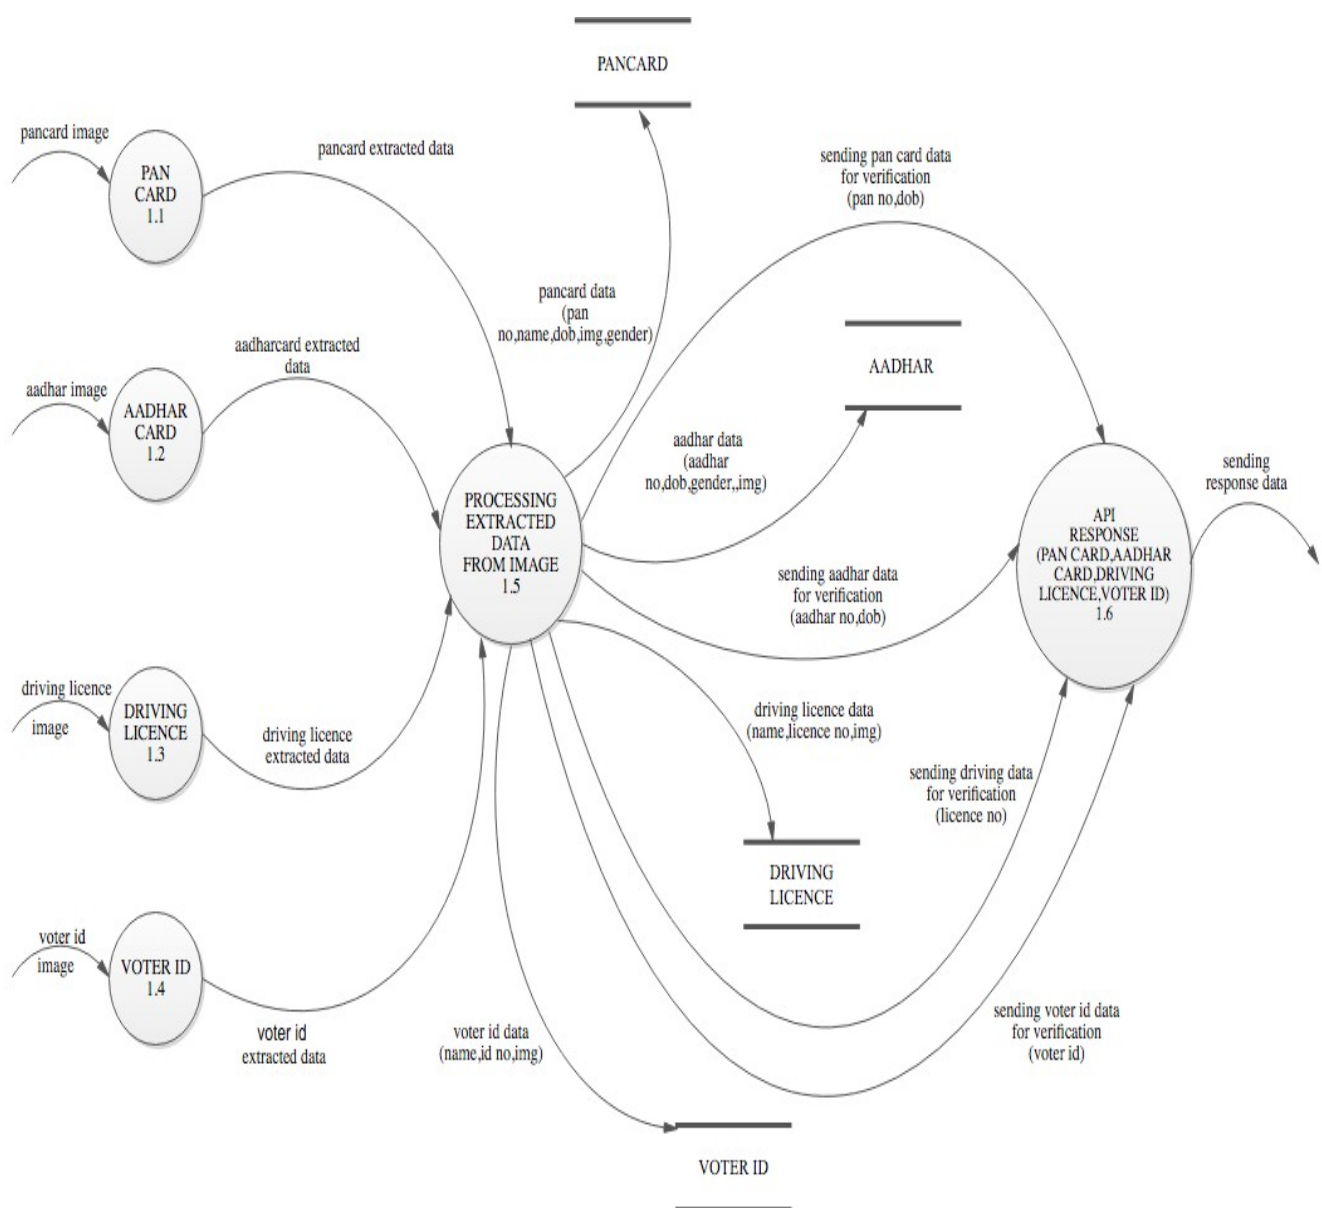 PANCARD
pancard image
PAN
CARD
1.1
pancard extracted data
sending pan card data
for verification
(pan no,dob)
pancard data
(pan
no,name,dob,img,gender)
AADHAR
aadharcard extracted
data
aadhar image
AADHAR
CARD
1.2
aadhar data
(aadhar
no,dob,gender,,img)
sending
response data
PROCESSING
EXTRACTED
DATA
FROM IMAGE
1.5
API
RESPONSE
(PAN CARD,AADHAR
CARD,DRIVING
LICENCE,VOTER ID)
1.6
sending aadhar data
for verification
(aadhar no,dob)
driving licence
image
DRIVING
LICENCE
1.3
driving licence
extracted data
driving licence data
(name,licence no,img)
sending driving data
for verification
(licence no)
DRIVING
LICENCE
voter id
image
VOTER ID
1.4
voter id
extracted data
voter id data
(name,id no,img)
sending voter id data
for verification
(voter id)
VOTER ID